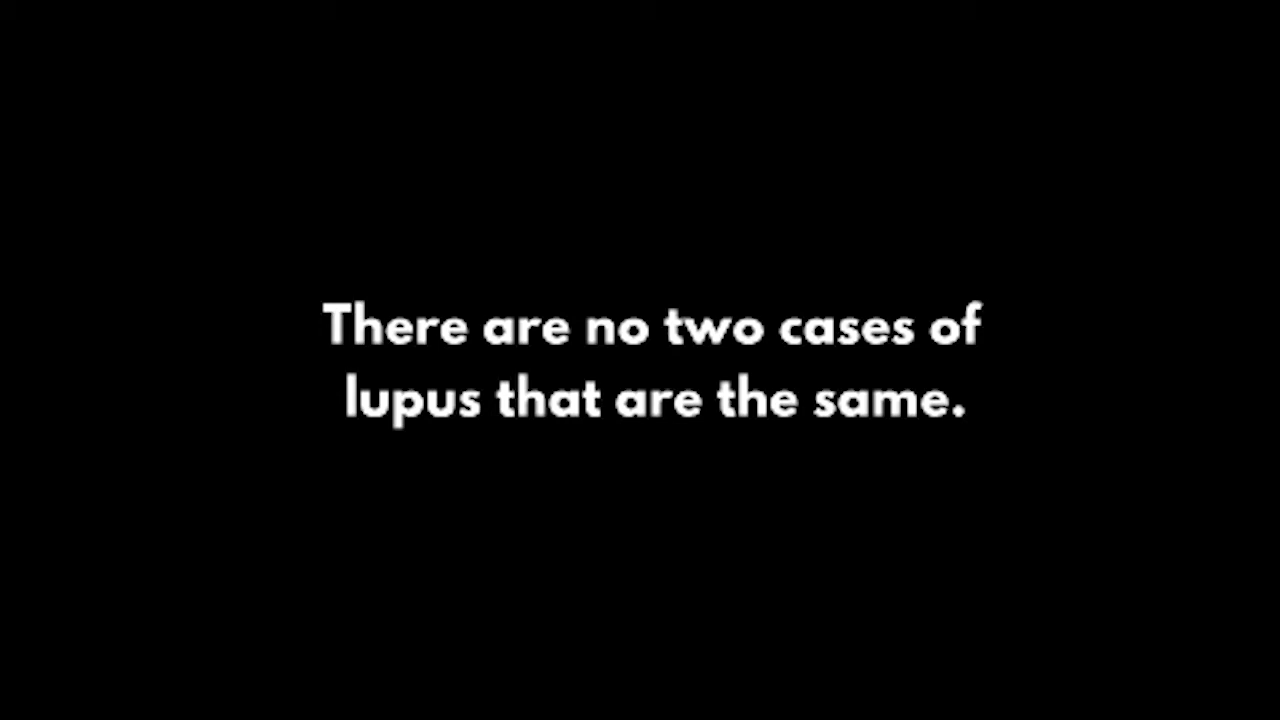 There are no two cases of
lupus that are the same.